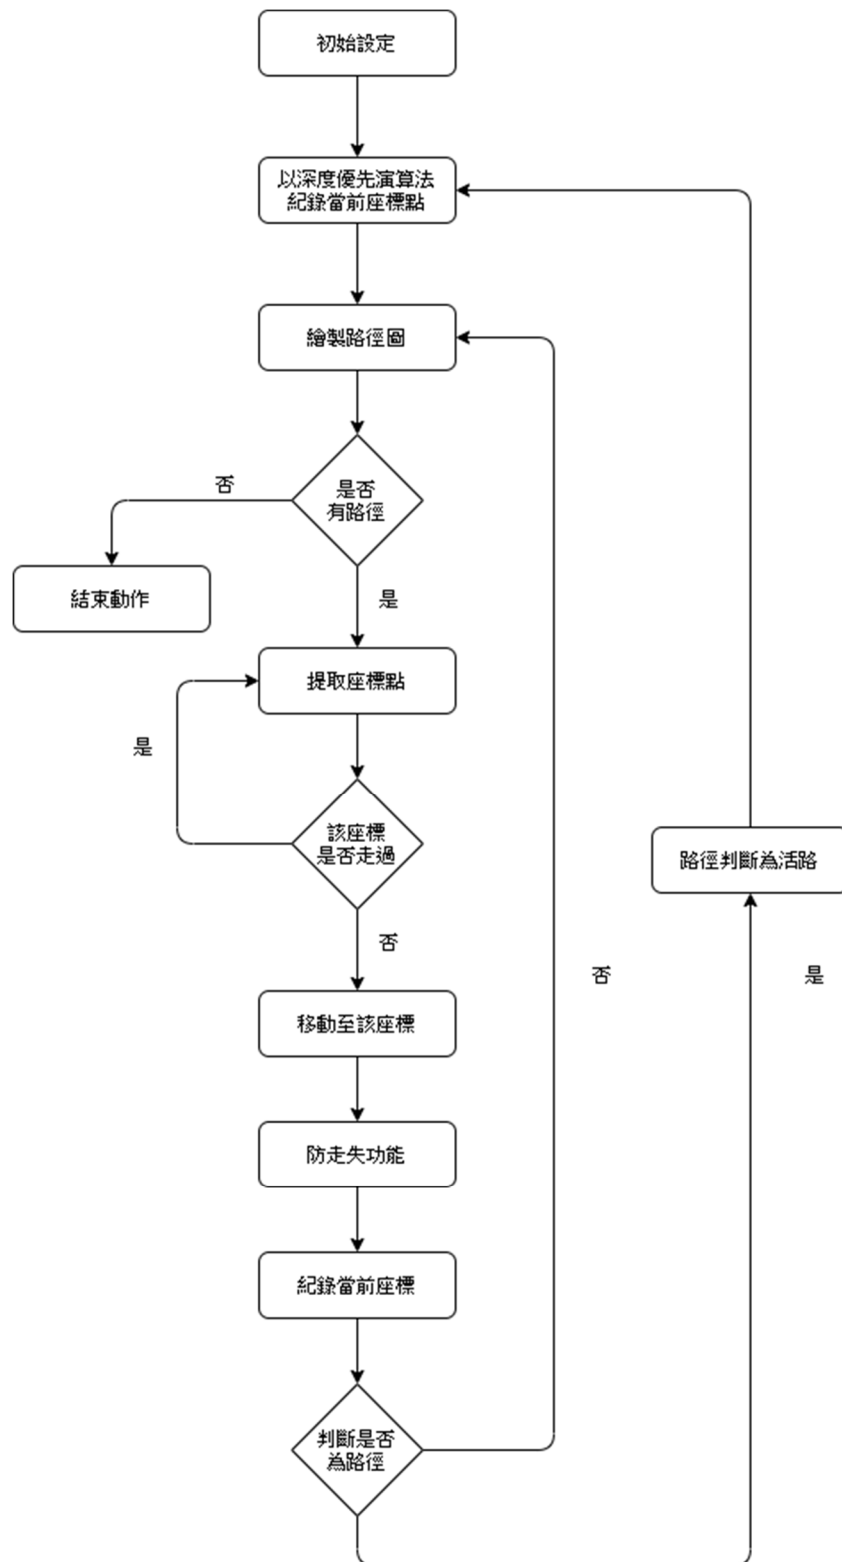 初始設定
以深度優先演算法
紀錄當前座標點
繪製路徑圖
是否
有路徑
否
結束動作
是
提取座標點
是
該座標
是否走過
否
移動至該座標
防走失功能
紀錄當前座標
判斷是否
為路徑
否
是
路徑判斷為活路